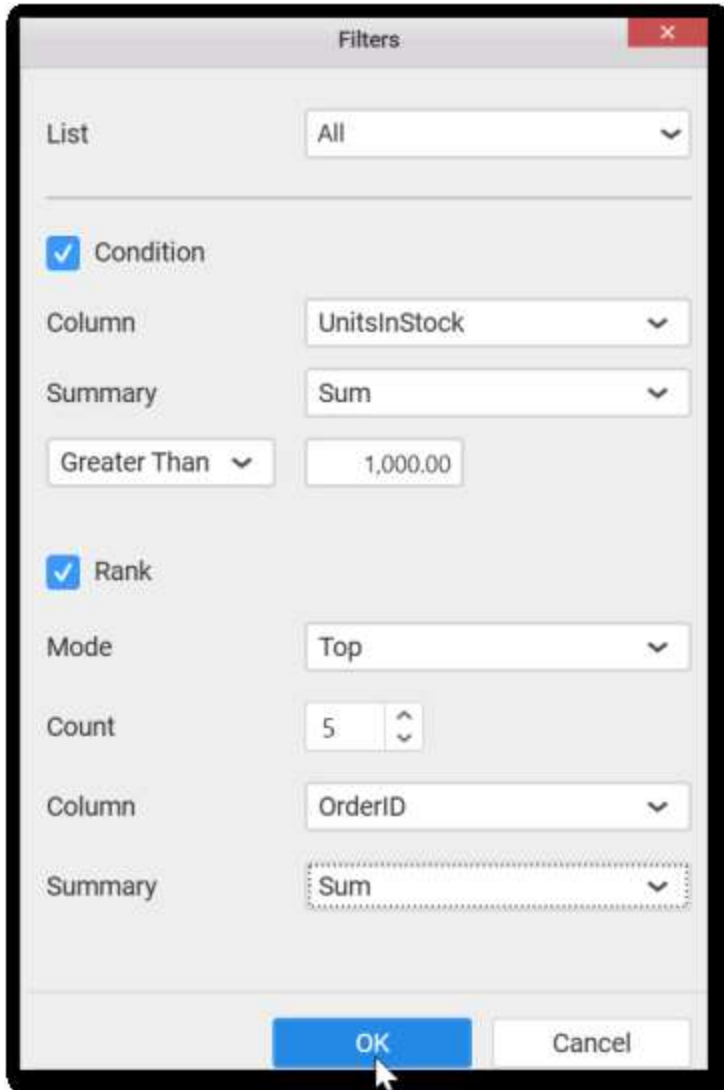 Filters
List All
Condition
Column UnitsInStock
Summary Sum
Greater Than 1,000.00
Rank
Mode Top
Count 5
Column OrderID
Summary Sum
OK Cancel